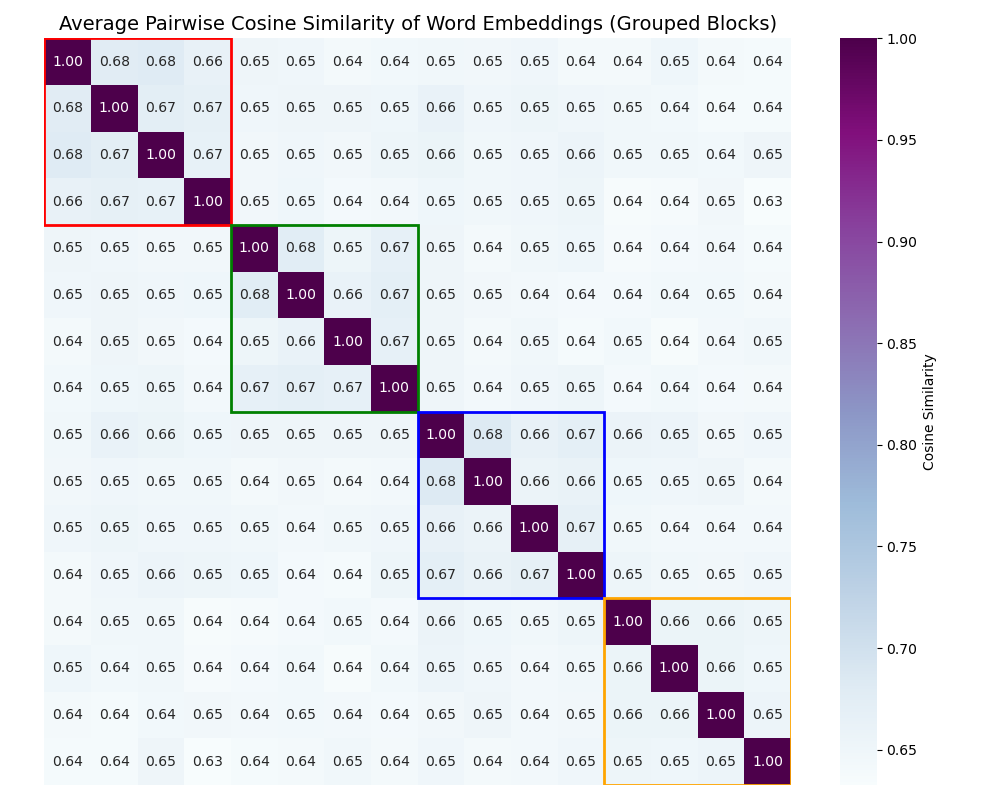 Average Pairwise Cosine Similarity of Word Embeddings (Grouped Blocks)
1.00 0.68 0.68 0.66 0.65 0.65 0.64 0.64 0.65 0.65 0.65 0.64 0.64 0.65 0.64 0.64
0.68 1.00 0.67 0.67 0.65 0.65 0.65 0.65 0.66 0.65 0.65 0.65 0.65 0.64 0.64 0.64
0.68 0.67 1.00 0.67 0.65 0.65 0.65 0.65 0.66 0.65 0.65 0.66 0.65 0.65 0.64 0.65
0.66 0.67 0.67 1.00 0.65 0.65 0.64 0.64 0.65 0.65 0.65 0.65 0.64 0.64 0.65 0.63
0.65 0.65 0.65 0.65 1.00 0.68 0.65 0.67 0.65 0.64 0.65 0.65 0.64 0.64 0.64 0.64
0.65 0.65 0.65 0.65 0.68 1.00 0.66 0.67 0.65 0.65 0.64 0.64 0.64 0.64 0.65 0.64
0.64 0.65 0.65 0.64 0.65 0.66 1.00 0.67 0.65 0.64 0.65 0.64 0.65 0.64 0.64 0.65
0.64 0.65 0.65 0.64 0.67 0.67 0.67 1.00 0.65 0.64 0.65 0.65 0.64 0.64 0.64 0.64
0.65 0.66 0.66 0.65 0.65 0.65 0.65 0.65 1.00 0.68 0.66 0.67 0.66 0.65 0.65 0.65
0.65 0.65 0.65 0.65 0.64 0.65 0.64 0.64 0.68 1.00 0.66 0.66 0.65 0.65 0.65 0.64
0.65 0.65 0.65 0.65 0.65 0.64 0.65 0.65 0.66 0.66 1.00 0.67 0.65 0.64 0.64 0.64
0.64 0.65 0.66 0.65 0.65 0.64 0.64 0.65 0.67 0.66 0.67 1.00 0.65 0.65 0.65 0.65
0.64 0.65 0.65 0.64 0.64 0.64 0.65 0.64 0.66 0.65 0.65 0.65 1.00 0.66 0.66 0.65
0.65 0.64 0.65 0.64 0.64 0.64 0.64 0.64 0.65 0.65 0.64 0.65 0.66 1.00 0.66 0.65
0.64 0.64 0.64 0.65 0.64 0.65 0.64 0.64 0.65 0.65 0.64 0.65 0.66 0.66 1.00 0.65
0.64 0.64 0.65 0.63 0.64 0.64 0.65 0.64 0.65 0.64 0.64 0.65 0.65 0.65 0.65 1.00
1.00
0.95
0.90
0.85
0.80
0.75
0.70
0.65
Cosine Similarity